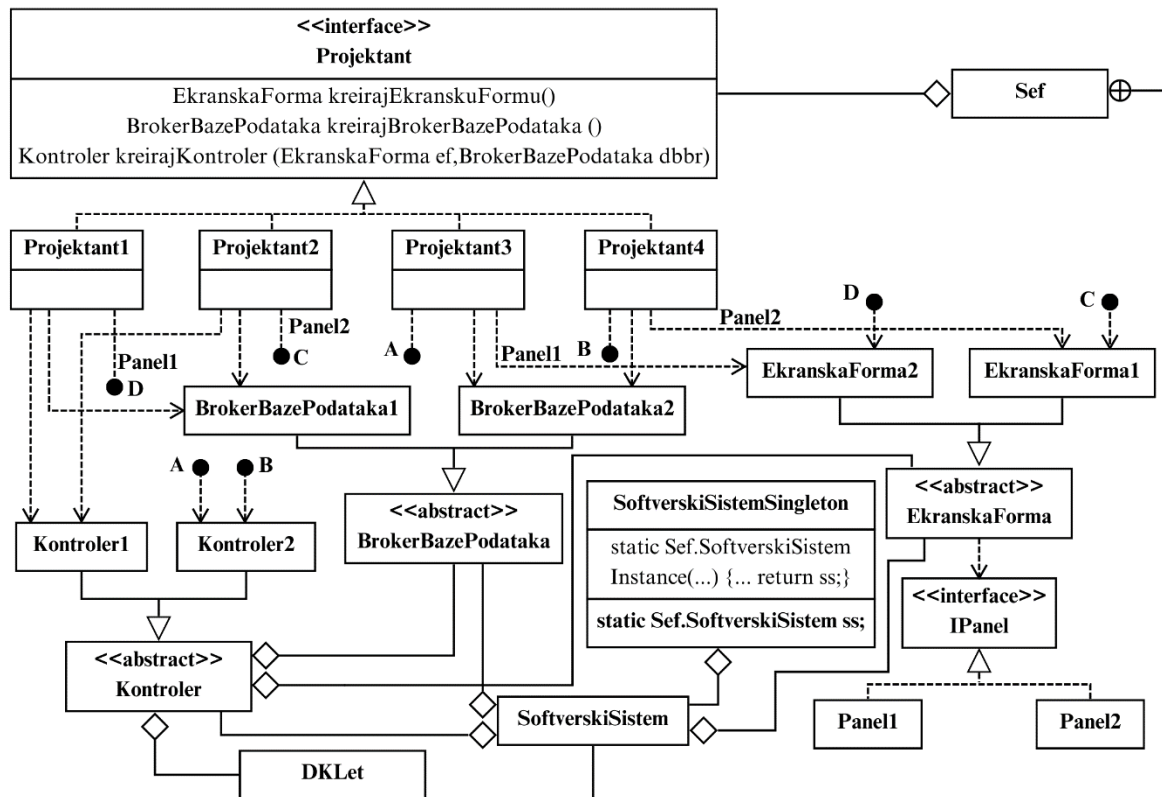 <<interface>>
Projektant
EkranskaForma kreirajEkranskuFormu()
BrokerBazePodataka kreirajBrokerBazePodataka ()
Kontroler kreirajKontroler (EkranskaForma ef,BrokerBazePodataka dbbr)
Sef
Projektant1
Projektant2
Projektant3
Projektant4
Panel1
D
Panel2
C
A
Panel1
B
Panel2
D
C
EkranskaForma2
EkranskaForma1
BrokerBazePodataka1
BrokerBazePodataka2
A
B
Kontroler1
Kontroler2
<<abstract>>
BrokerBazePodataka
SoftverskiSistemSingleton
static Sef.SoftverskiSistem
Instance(...) {... return ss;}
static Sef.SoftverskiSistem ss;
<<abstract>>
EkranskaForma
<<interface>>
IPanel
<<abstract>>
Kontroler
SoftverskiSistem
Panel1
Panel2
DKLet